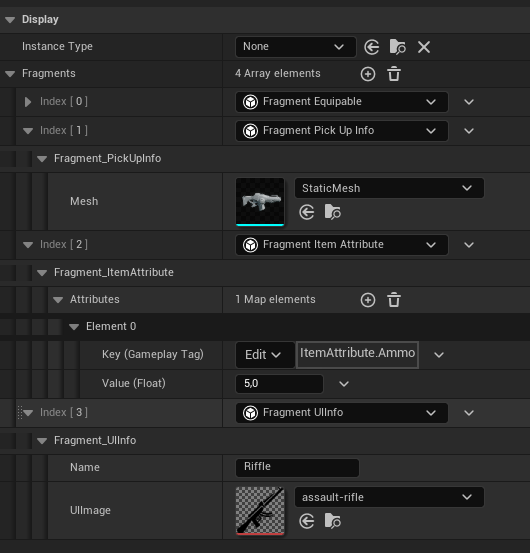 Display
Instance Type None
Fragments 4 Array elements
Index [ 0 ] Fragment Equipable
Index [ 1 ] Fragment Pick Up Info
Fragment_PickUpInfo
Mesh StaticMesh
Index [ 2 ] Fragment Item Attribute
Fragment_ItemAttribute
Attributes 1 Map elements
Element 0
Key (Gameplay Tag) Edit ItemAttribute.Ammo
Value (Float) 5,0
Index [ 3 ] Fragment UIInfo
Fragment_UIInfo
Name Riffle
UIImage assault-rifle